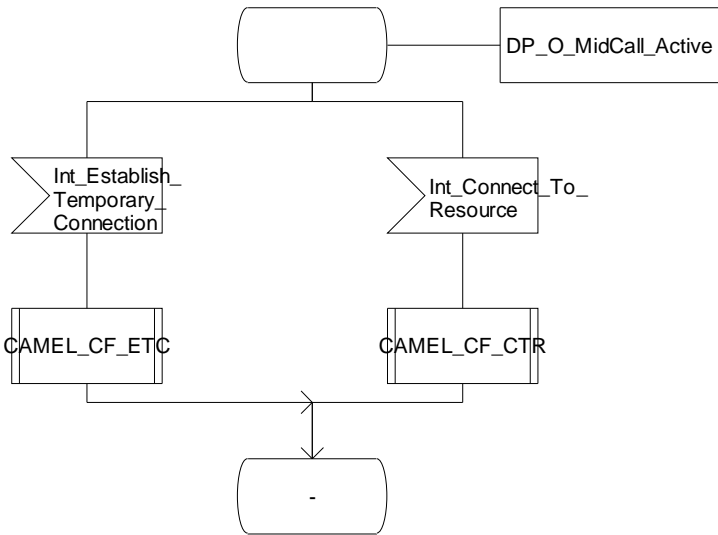 DP_O_MidCall_Active
Int_Establish_
Temporary_
Connection
Int_Connect_To_
Resource
CAMEL_CF_ETC
CAMEL_CF_CTR
-